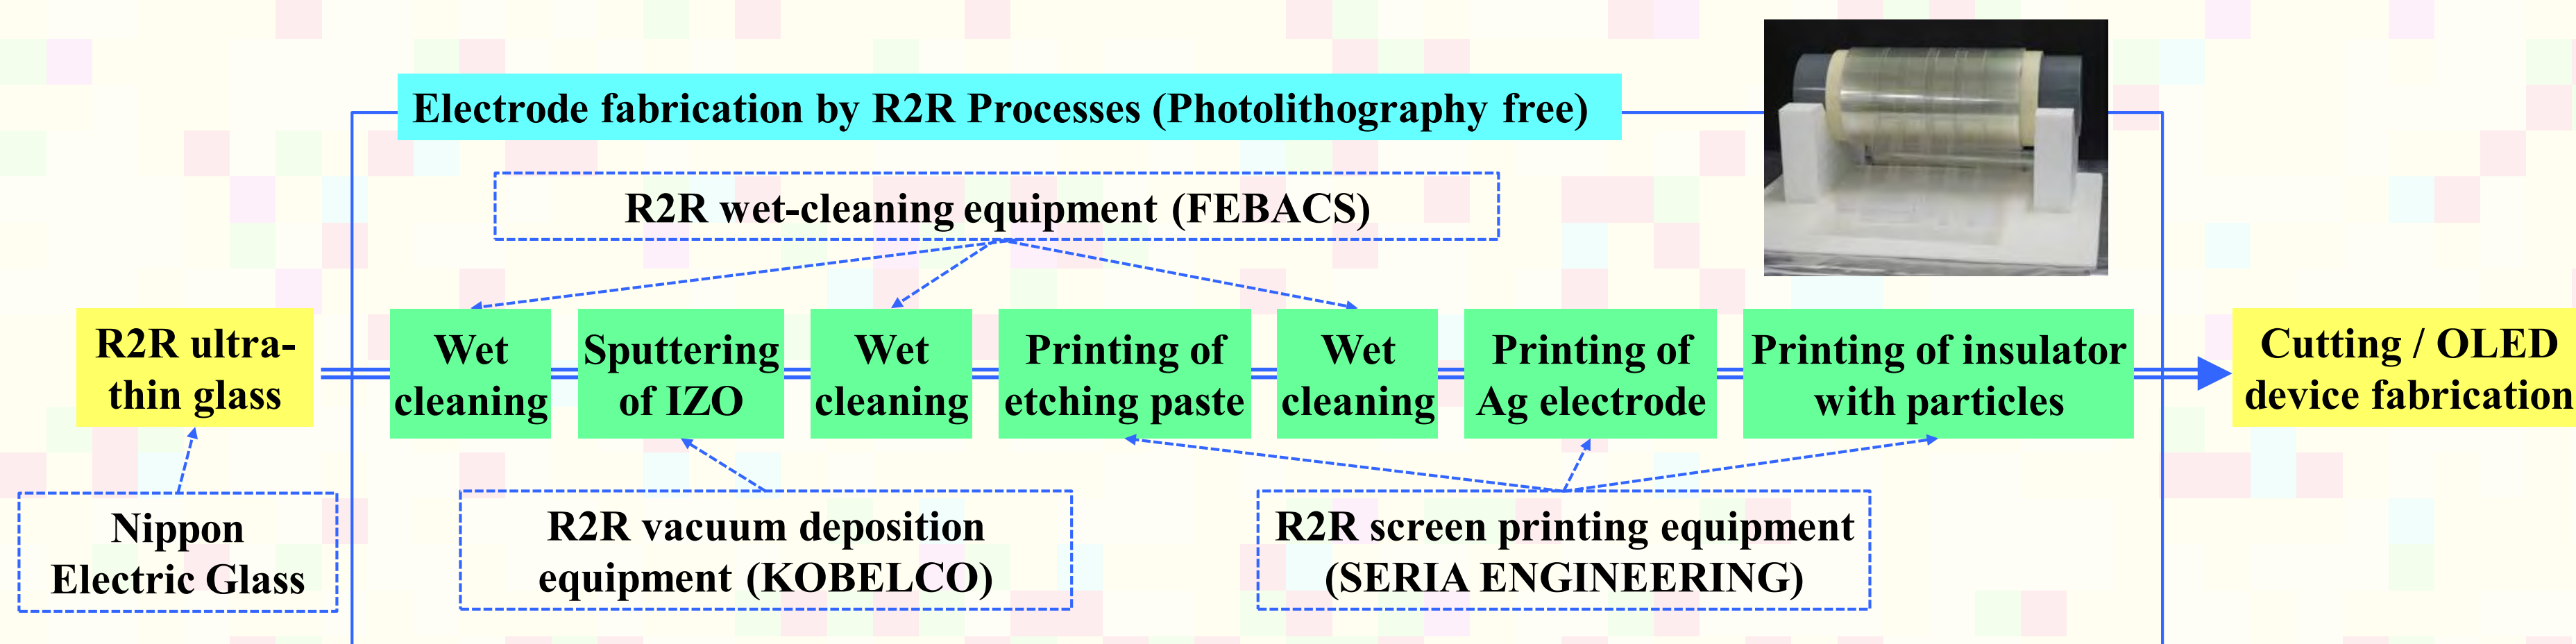 Electrode fabrication by R2R Processes (Photolithography free)
R2R wet-cleaning equipment (FEBACS)
R2R ultra-
thin glass
Wet
cleaning
Sputtering
of IZO
Wet
cleaning
Printing of
etching paste
Wet
cleaning
Printing of
Ag electrode
Printing of insulator
with particles
Cutting / OLED
device fabrication
Nippon
Electric Glass
R2R vacuum deposition
equipment (KOBELCO)
R2R screen printing equipment
(SERIA ENGINEERING)